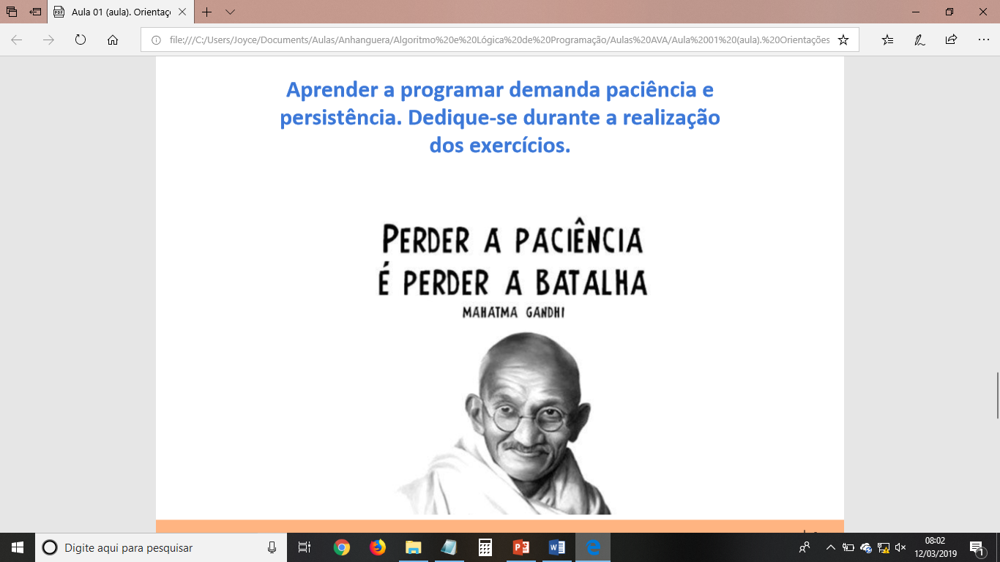 Aula 01 (aula). Orientaç
file:///C:/Users/Joyce/Documents/Aulas/Anhanguera/Algoritmo%20e%20Lógica%20de%20Programação/Aulas%20AVA/Aula%2001%20(aula).%20Orientações
Aprender a programar demanda paciência e
persistência. Dedique-se durante a realização
dos exercícios.
PERDER A PACIÊNCIA
É PERDER A BATALHA
MAHATMA GANDHI
Digite aqui para pesquisar
08:02
12/03/2019
1